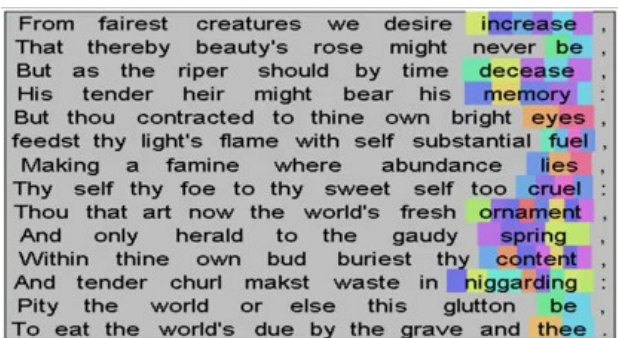 From fairest creatures we desire increase ,
That thereby beauty's rose might never be ,
But as the riper should by time decease ,
His tender heir might bear his memory :
But thou contracted to thine own bright eyes ,
feedst thy light's flame with self substantial fuel ,
Making a famine where abundance lies ,
Thy self thy foe to thy sweet self too cruel :
Thou that art now the world's fresh ornament ,
And only herald to the gaudy spring ,
Within thine own bud buriest thy content ,
And tender churl makst waste in niggarding :
Pity the world or else this glutton be ,
To eat the world's due by the grave and thee .